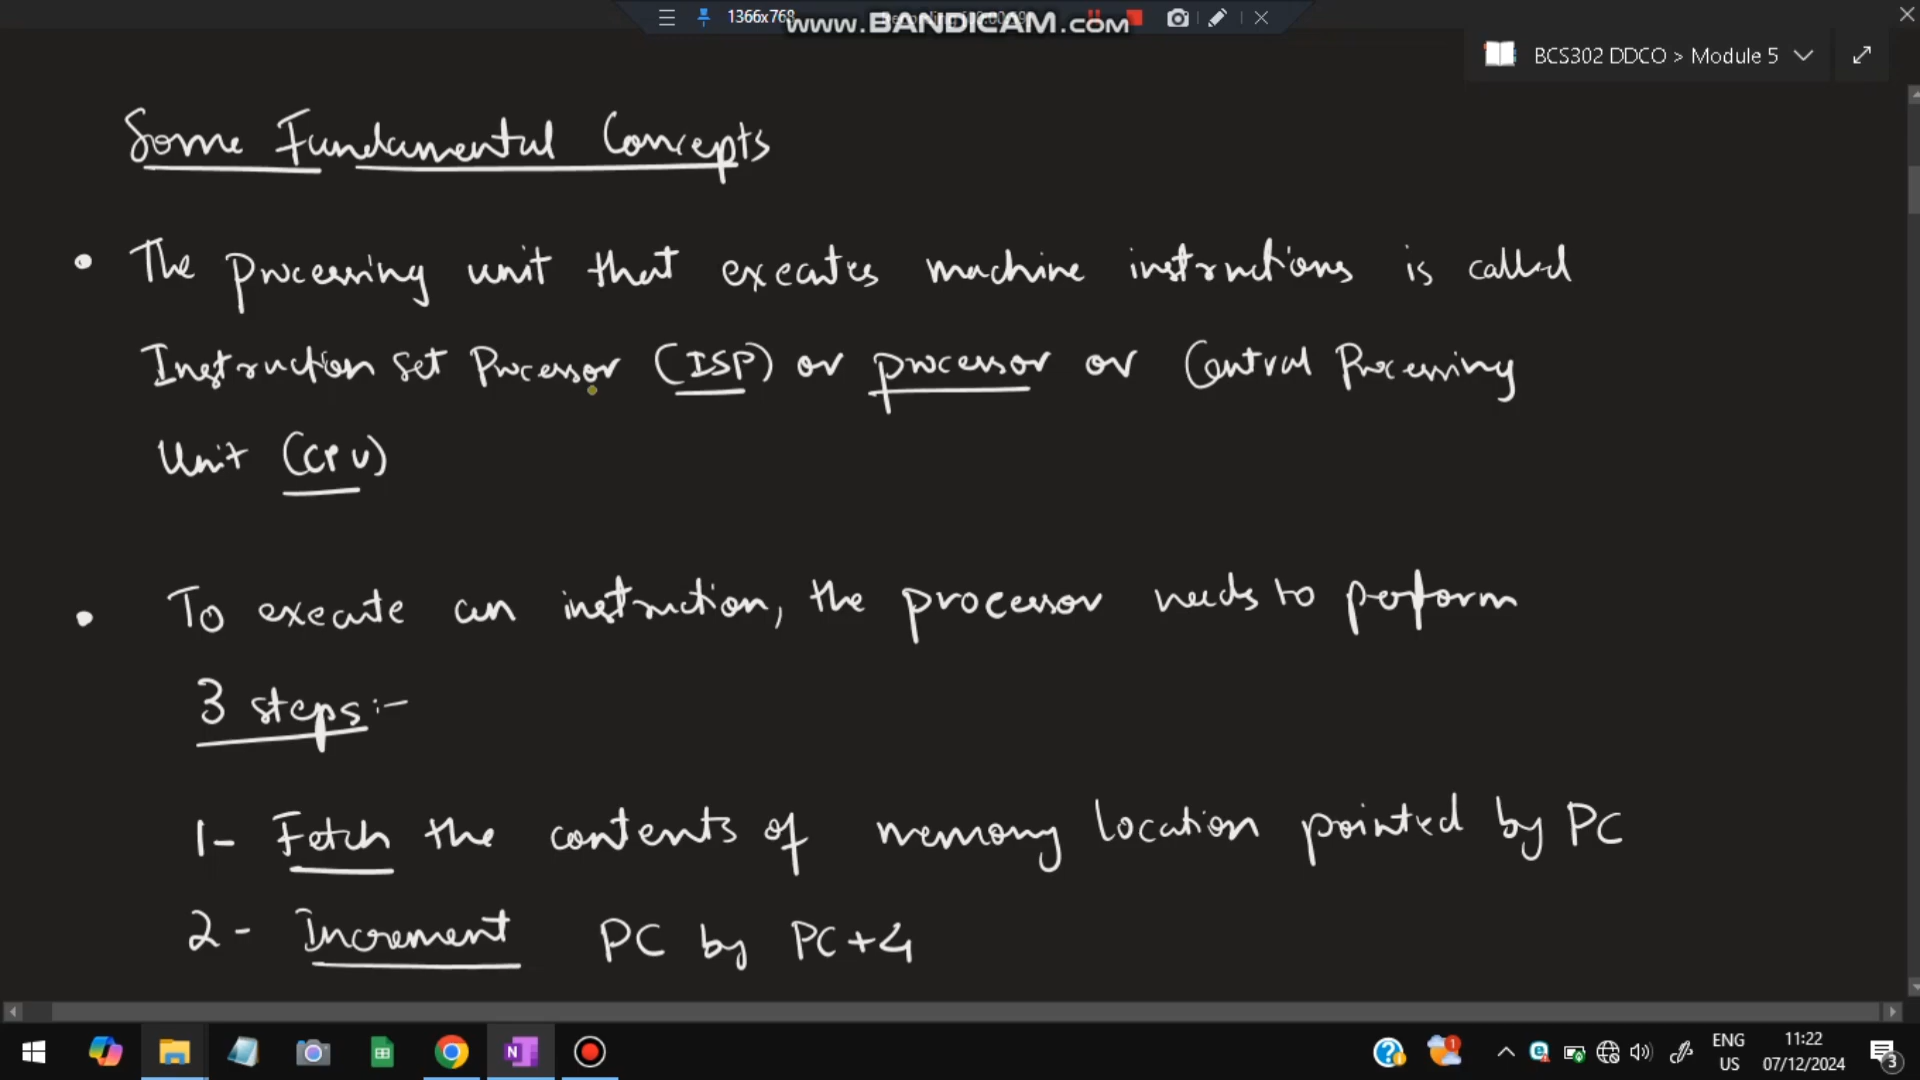 1366x768
www.BANDICAM.com
BCS302 DDCO > Module 5
Some Fundamental Concepts
• The processing unit that executes machine instructions is called
Instruction set Processor (ISP) or processor or Central Processing
Unit (CPU)
• To execute an instruction, the processor needs to perform
3 steps:-
1- Fetch the contents of memory location pointed by PC
2- Increment PC by PC+4
ENG
US
11:22
07/12/2024
1
3